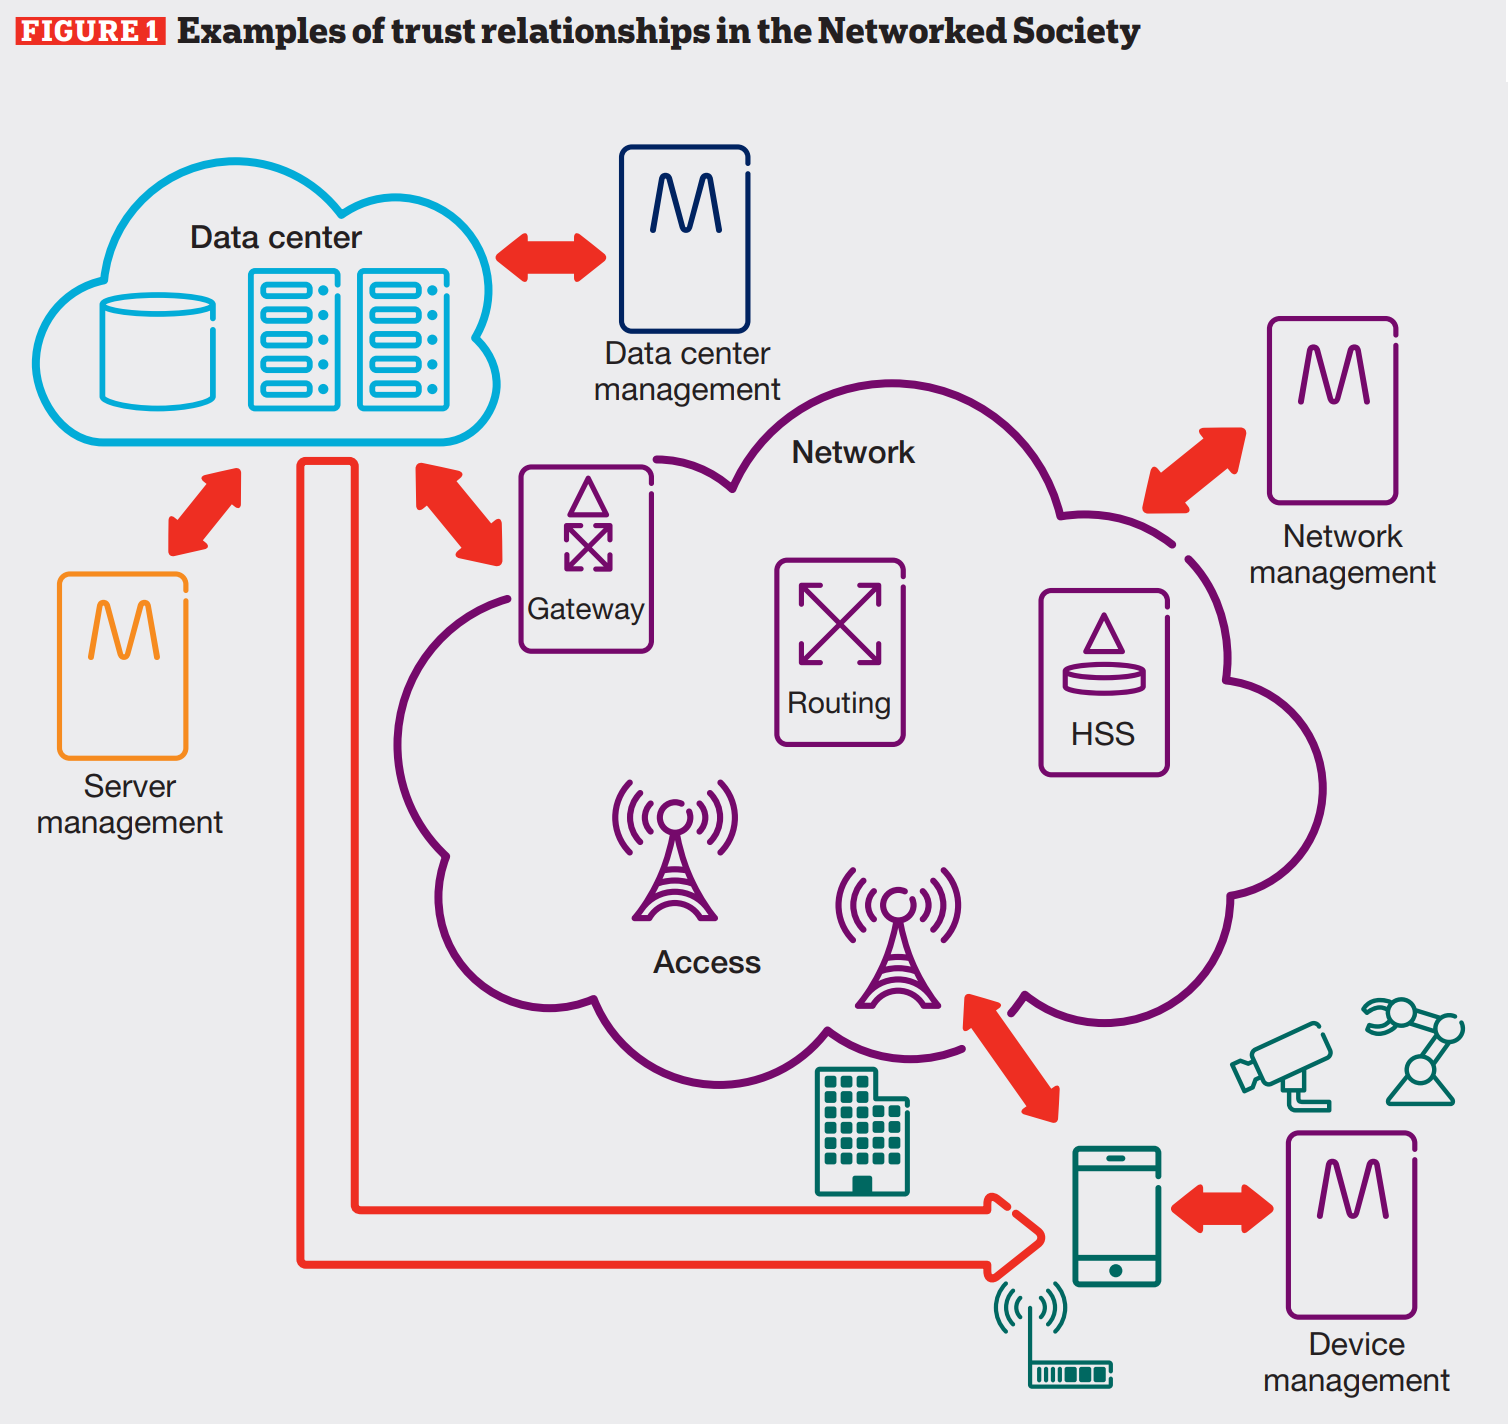 FIGURE 1 Examples of trust relationships in the Networked Society
Data center
Data center
management
Network
Network
management
Gateway
Routing
HSS
Server
management
Access
Device
management